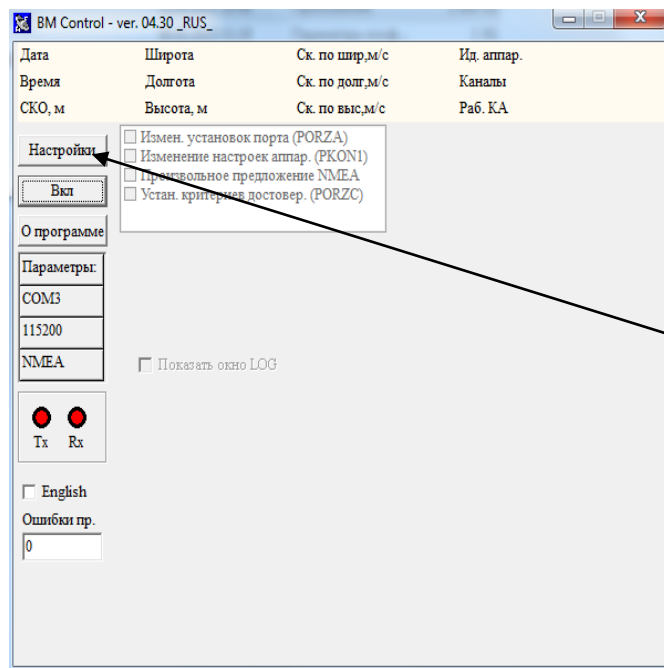 BM Control - ver. 04.30 _RUS_
Дата Широта Ск. по шир,м/с Ид. аппар.
Время Долгота Ск. по долг,м/с Каналы
СКО, м Высота, м Ск. по выс,м/с Раб. КА
Настройки
Вкл
О программе
Измен. установок порта (PORZA)
Изменение настроек аппар. (PKON1)
Произвольное предложение NMEA
Устан. критериев достовер. (PORZC)
Параметры:
COM3
115200
NMEA
Показать окно LOG
Tx Rx
English
Ошибки пр.
0